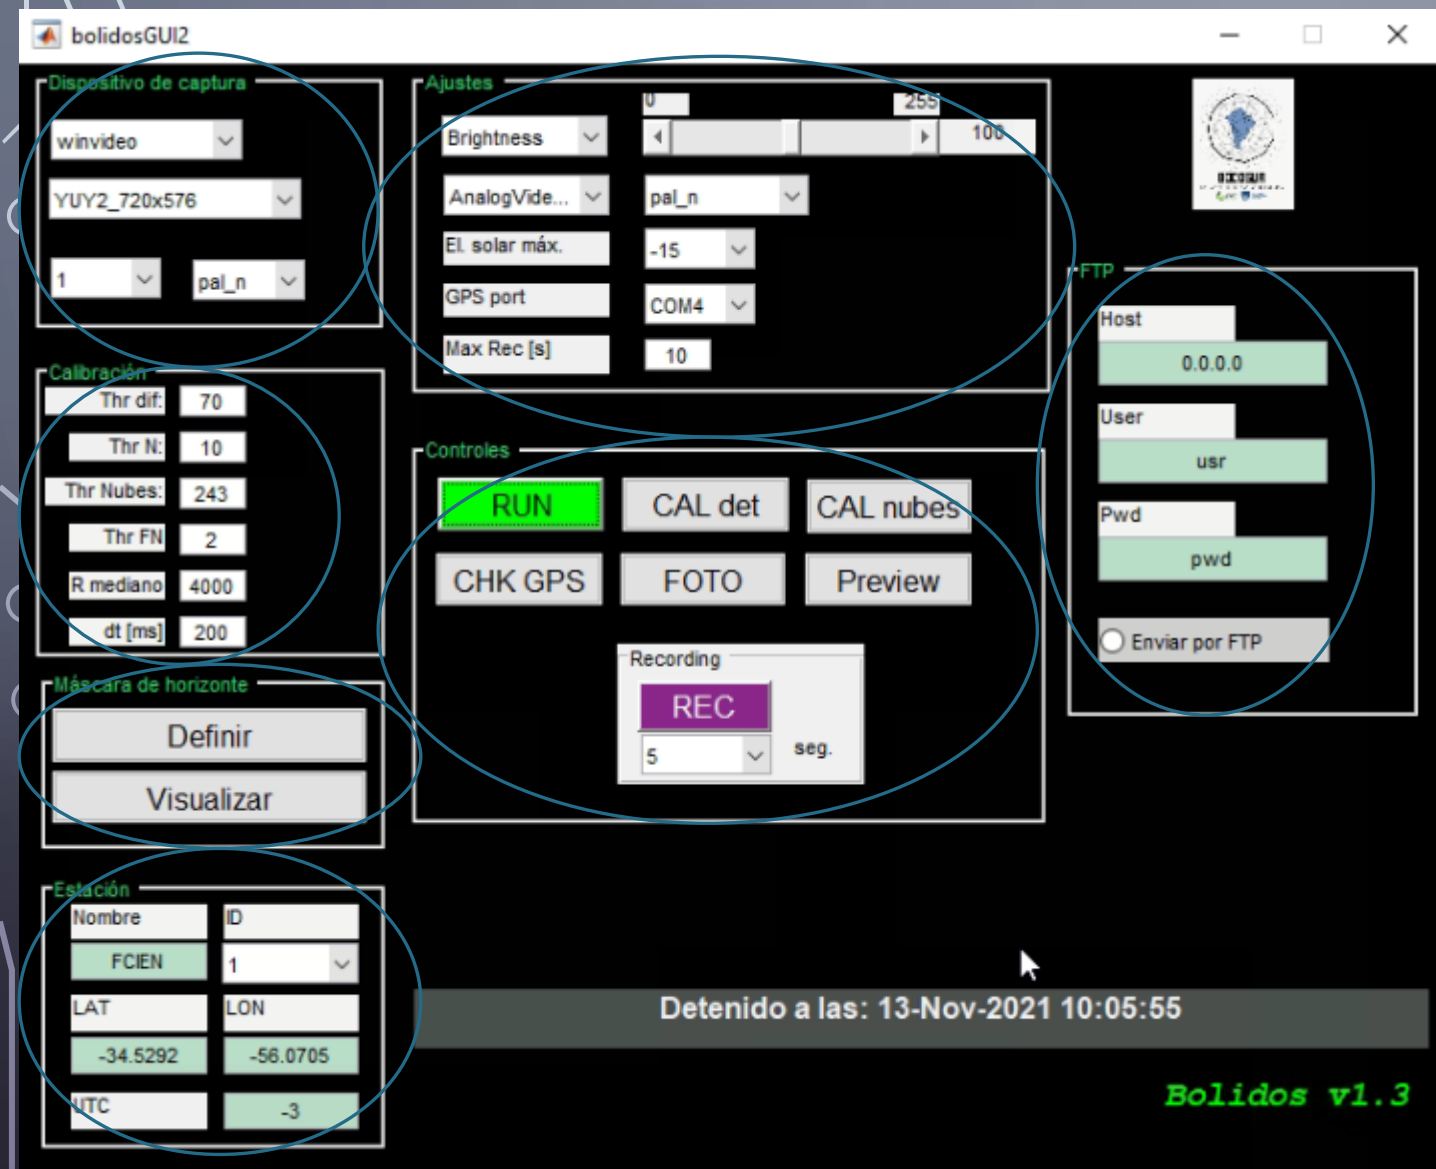 bolidosGUI2
Dispositivo de captura
winvideo
YUY2_720x576
1 pal_n
Calibración
Thr dif: 70
Thr N: 10
Thr Nubes: 243
Thr FN 2
R mediano 4000
dt [ms] 200
Máscara de horizonte
Definir
Visualizar
Estación
Nombre ID
FCIEN 1
LAT LON
-34.5292 -56.0705
UTC -3
Ajustes
0 255
Brightness 100
AnalogVide... pal_n
El. solar máx. -15
GPS port COM4
Max Rec [s] 10
Controles
RUN CAL det CAL nubes
CHK GPS FOTO Preview
Recording
REC
5 seg.
FTP
Host
0.0.0.0
User
usr
Pwd
pwd
Enviar por FTP
Detenido a las: 13-Nov-2021 10:05:55
Bolidos v1.3